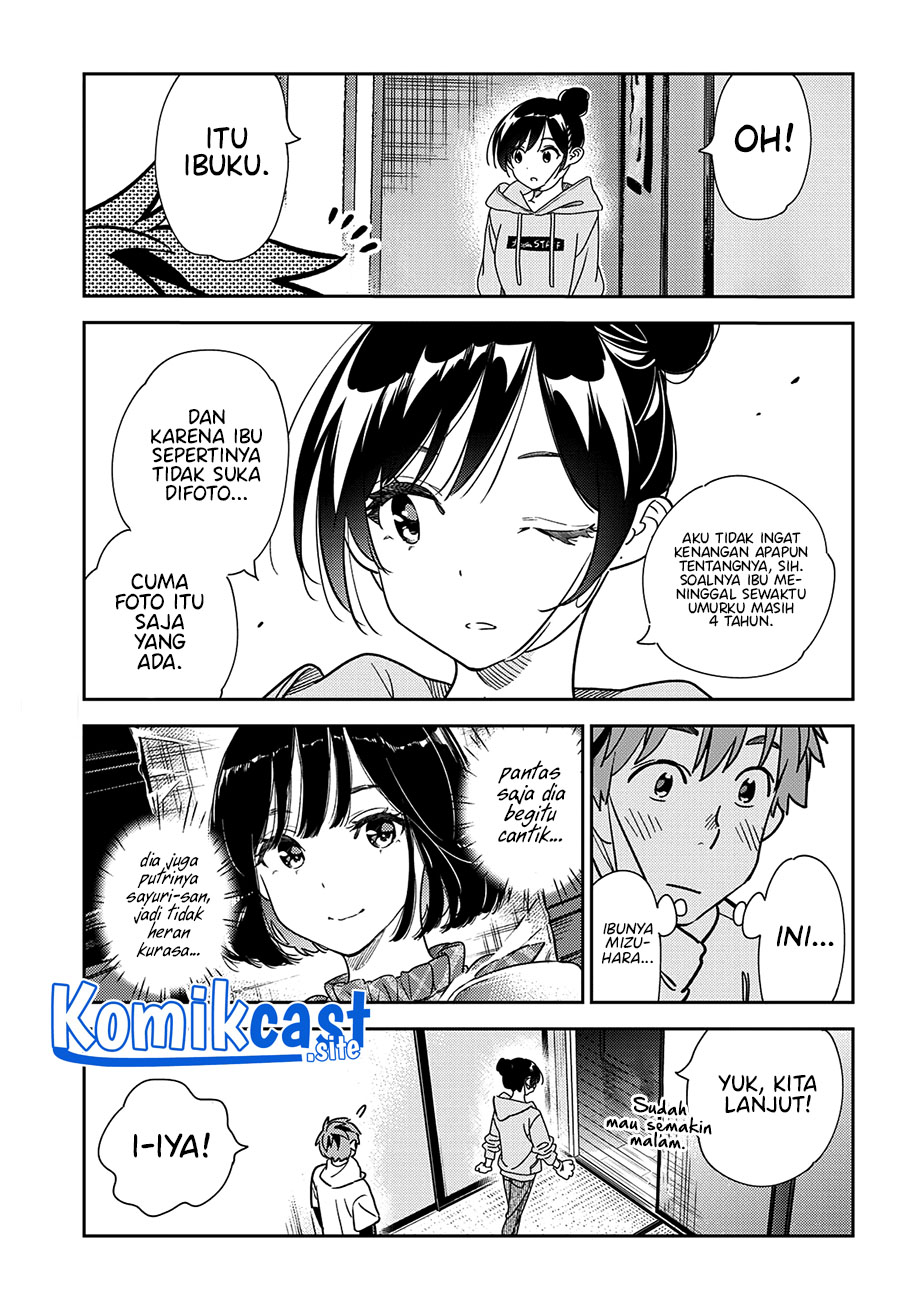 OH!
ITU
IBUKU.
AKU TIDAK INGAT
KENANGAN APAPUN
TENTANGNYA, SIH.
SOALNYA IBU ME-
NINGGAL SEWAKTU
UMURKU MASIH
4 TAHUN.
DAN
KARENA IBU
SEPERTINYA
TIDAK SUKA
DIFOTO...
CUMA
FOTO ITU
SAJA
YANG
ADA.
INI...
IBUNYA
MIZU-
HARA...
pantas
saja dia
begitu
cantik...
dia juga
putrinya
sayuri-san,
jadi tidak
heran
kurasa...
YUK, KITA
LANJUT!
Sudah
mau semakin
malam.
I-IYA!
Komikcast
.site